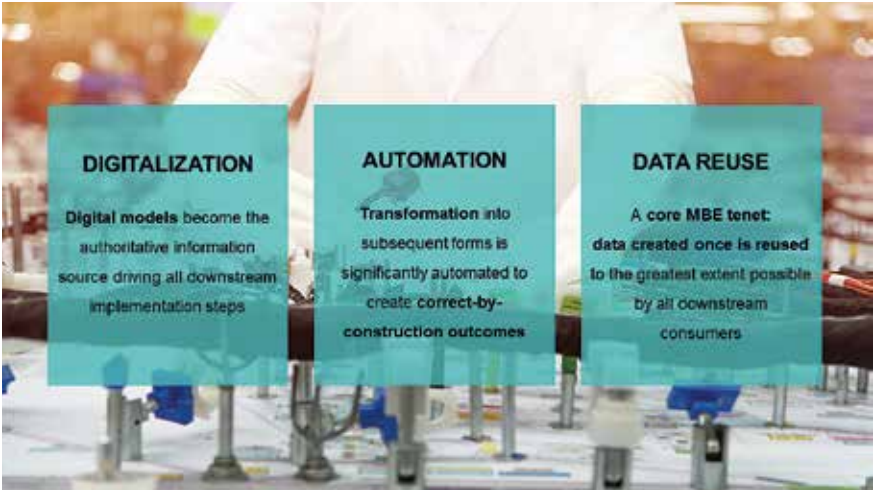 DIGITALIZATION
Digital models become the
authoritative information
source driving all downstream
implementation steps
AUTOMATION
Transformation into
subsequent forms is
significantly automated to
create correct-by-
construction outcomes
DATA REUSE
A core MBE tenet:
data created once is reused
to the greatest extent possible
by all downstream
consumers